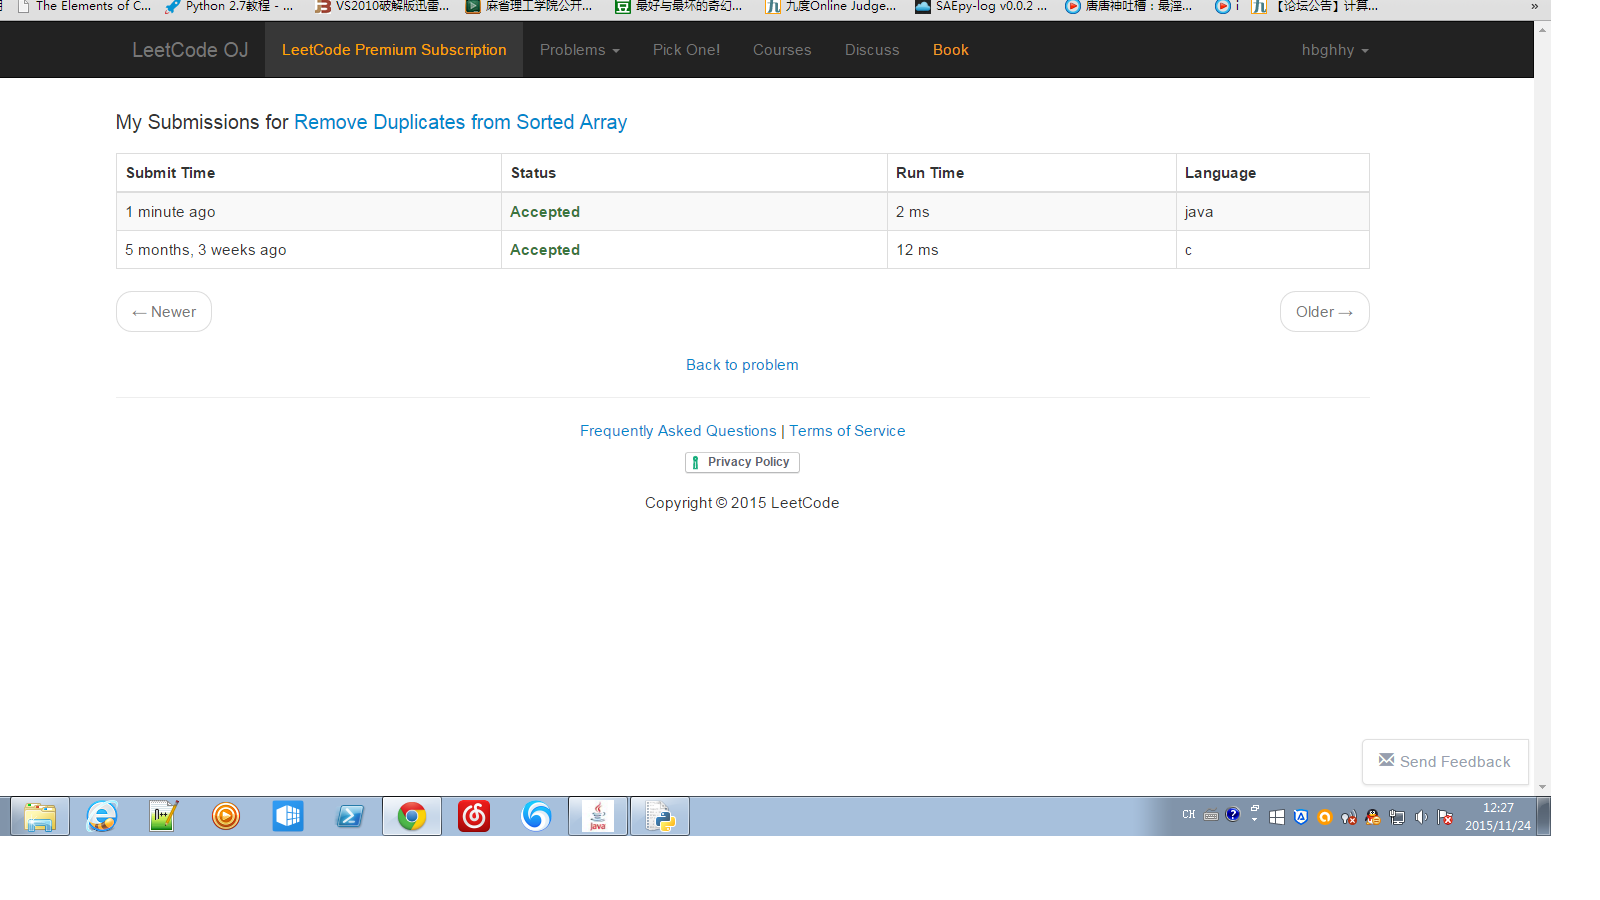 The Elements of C... Python 2.7教程 - ... VS2010破解版迅雷... 麻省理工学院公开... 最好与最坏的奇幻... 九度Online Judge... SAEpy-log v0.0.2 ... 唐唐神吐槽：最淫... i 【论坛公告】计算... »
LeetCode OJ LeetCode Premium Subscription Problems Pick One! Courses Discuss Book hbghhy
My Submissions for Remove Duplicates from Sorted Array
Submit Time Status Run Time Language
1 minute ago Accepted 2 ms java
5 months, 3 weeks ago Accepted 12 ms c
← Newer Older →
Back to problem
Frequently Asked Questions | Terms of Service
Privacy Policy
Copyright © 2015 LeetCode
Send Feedback
CH 12:27
2015/11/24
java